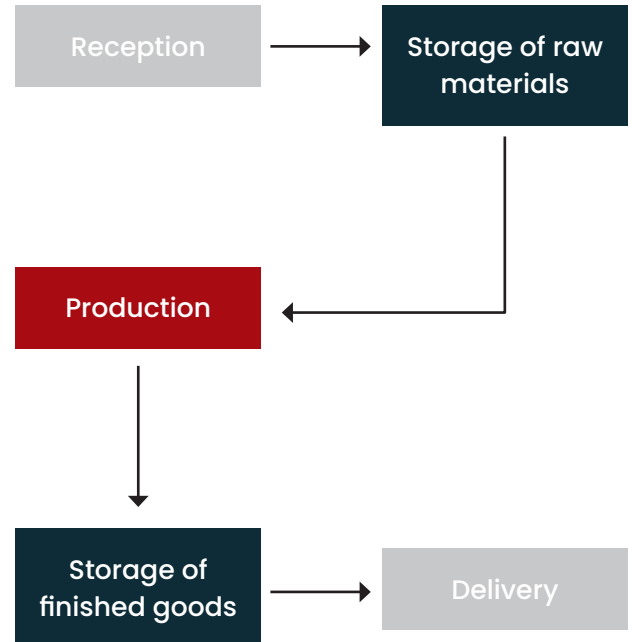 Reception
Storage of raw
materials
Production
Storage of
finished goods
Delivery